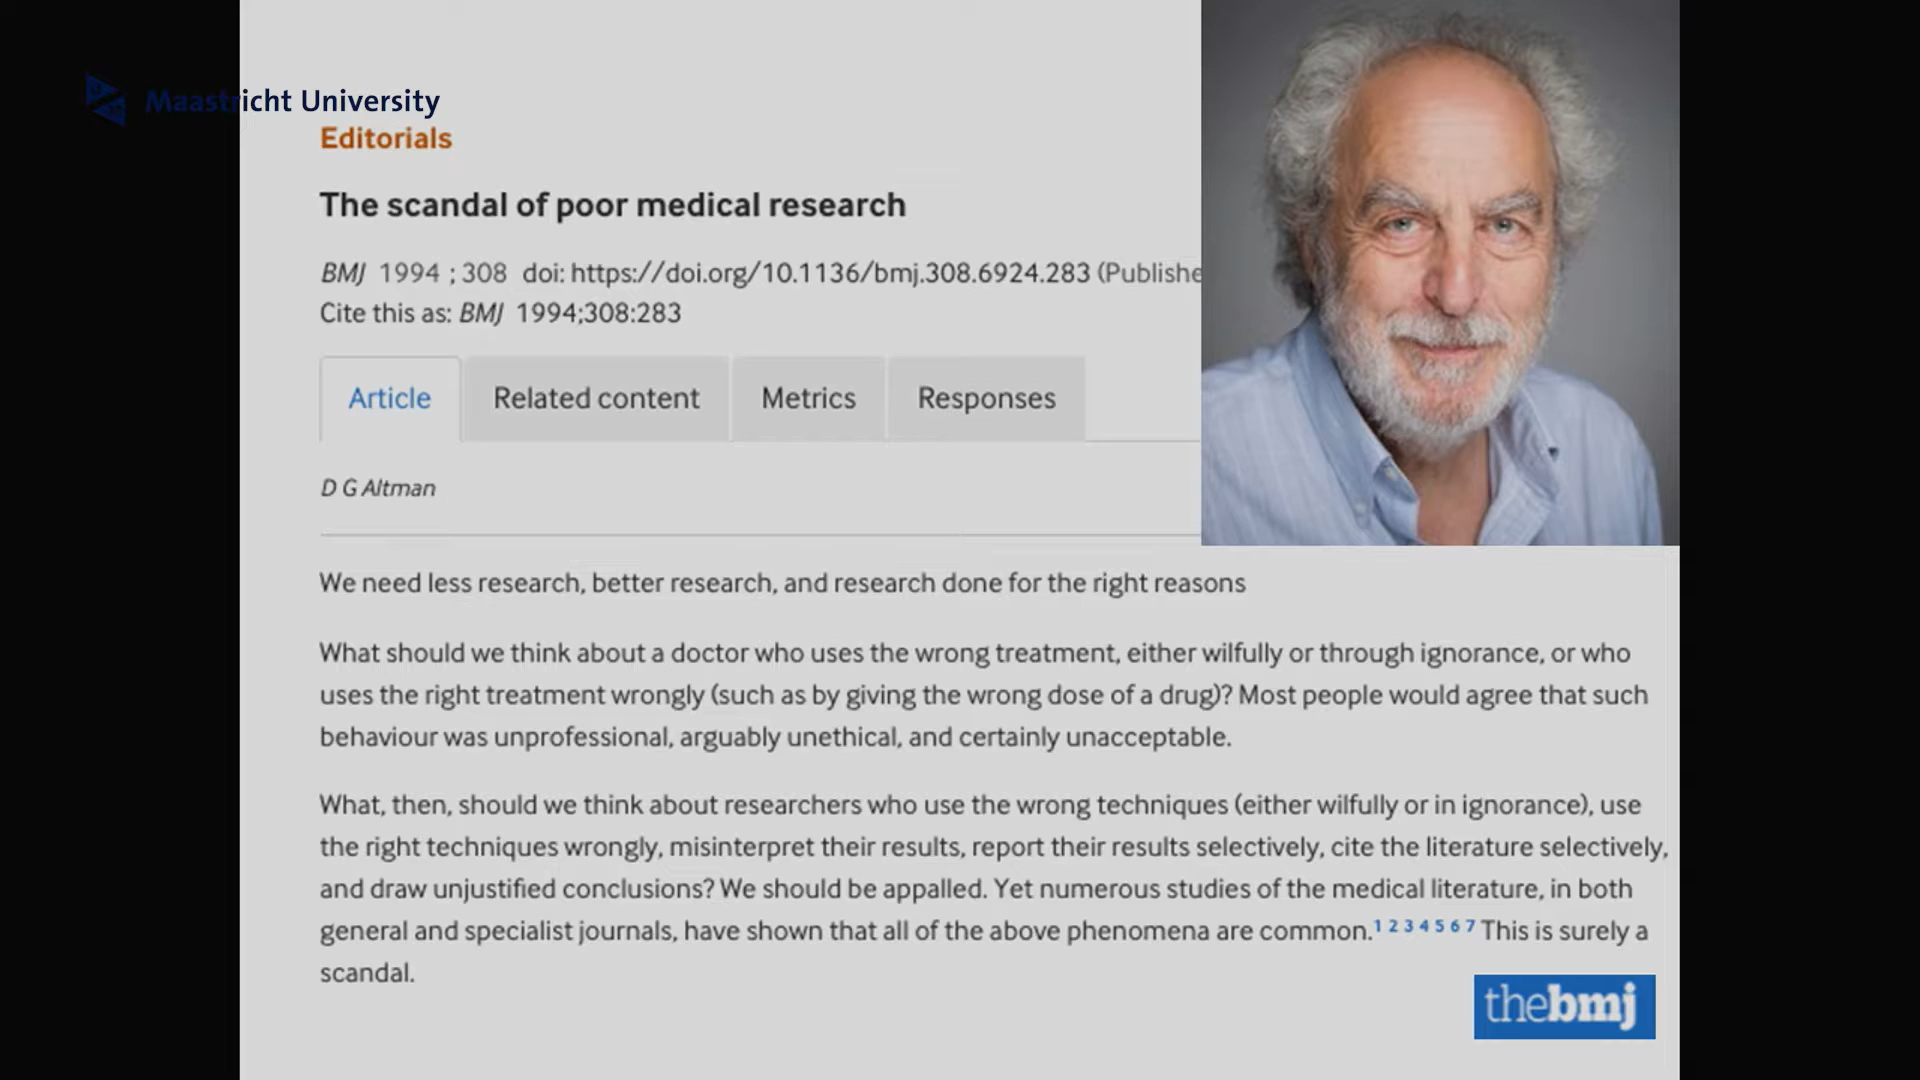 Maastricht University
Editorials
The scandal of poor medical research
BMJ 1994 ; 308 doi: https://doi.org/10.1136/bmj.308.6924.283 (Publishe
Cite this as: BMJ 1994;308:283
Article Related content Metrics Responses
D G Altman
We need less research, better research, and research done for the right reasons
What should we think about a doctor who uses the wrong treatment, either wilfully or through ignorance, or who
uses the right treatment wrongly (such as by giving the wrong dose of a drug)? Most people would agree that such
behaviour was unprofessional, arguably unethical, and certainly unacceptable.
What, then, should we think about researchers who use the wrong techniques (either wilfully or in ignorance), use
the right techniques wrongly, misinterpret their results, report their results selectively, cite the literature selectively,
and draw unjustified conclusions? We should be appalled. Yet numerous studies of the medical literature, in both
general and specialist journals, have shown that all of the above phenomena are common.1 2 3 4 5 6 7 This is surely a
scandal.
thebmj